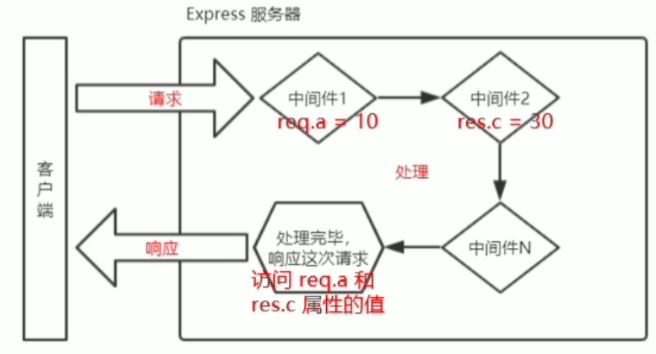 Express 服务器
客户端
请求
中间件1
req.a = 10
中间件2
res.c = 30
处理
中间件N
处理完毕，
响应这次请求
访问 req.a 和
res.c 属性的值
响应